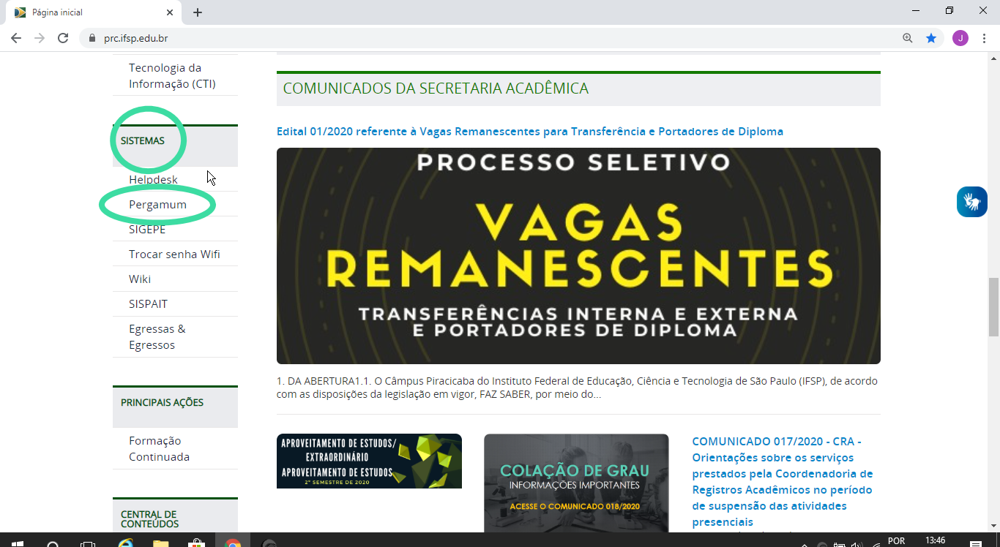 Página inicial
prc.ifsp.edu.br
J
Tecnologia da
Informação (CTI)
SISTEMAS
Helpdesk
Pergamum
SIGEPE
Trocar senha Wifi
Wiki
SISPAIT
Egressas &
Egressos
PRINCIPAIS AÇÕES
Formação
Continuada
CENTRAL DE
CONTEÚDOS
COMUNICADOS DA SECRETARIA ACADÊMICA
Edital 01/2020 referente à Vagas Remanescentes para Transferência e Portadores de Diploma
PROCESSO SELETIVO
VAGAS
REMANESCENTES
TRANSFERÊNCIAS INTERNA E EXTERNA
E PORTADORES DE DIPLOMA
1. DA ABERTURA1.1. O Câmpus Piracicaba do Instituto Federal de Educação, Ciência e Tecnologia de São Paulo (IFSP), de acordo
com as disposições da legislação em vigor, FAZ SABER, por meio do...
APROVEITAMENTO DE ESTUDOS/
EXTRAORDINÁRIO
APROVEITAMENTO DE ESTUDOS
2º SEMESTRE DE 2020
COLAÇÃO DE GRAU
INFORMAÇÕES IMPORTANTES
ACESSE O COMUNICADO 018/2020
COMUNICADO 017/2020 - CRA -
Orientações sobre os serviços
prestados pela Coordenadoria de
Registros Acadêmicos no período
de suspensão das atividades
presenciais
POR
13:46